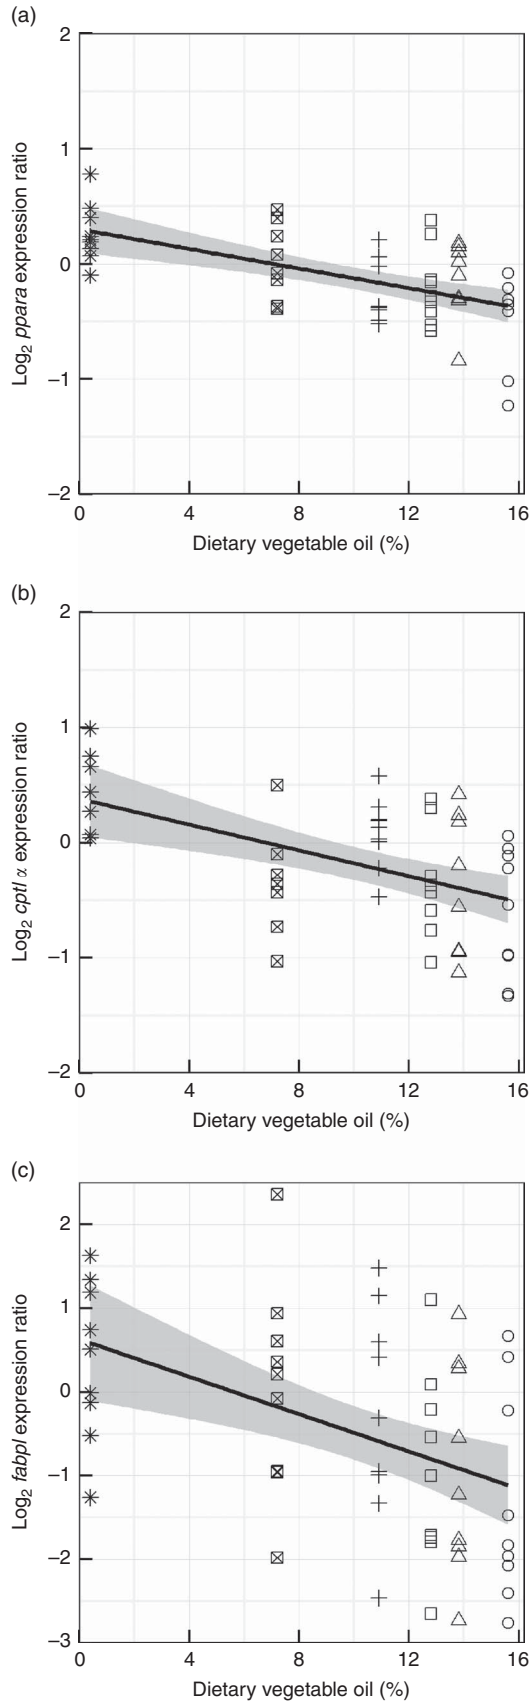 (a)
2
1
0
−1
−2
Log2 ppara expression ratio
0 4 8 12 16
Dietary vegetable oil (%)
(b)
2
1
0
−1
−2
Log2 cptl α expression ratio
0 4 8 12 16
Dietary vegetable oil (%)
(c)
2
1
0
−1
−2
−3
Log2 fabpl expression ratio
0 4 8 12 16
Dietary vegetable oil (%)